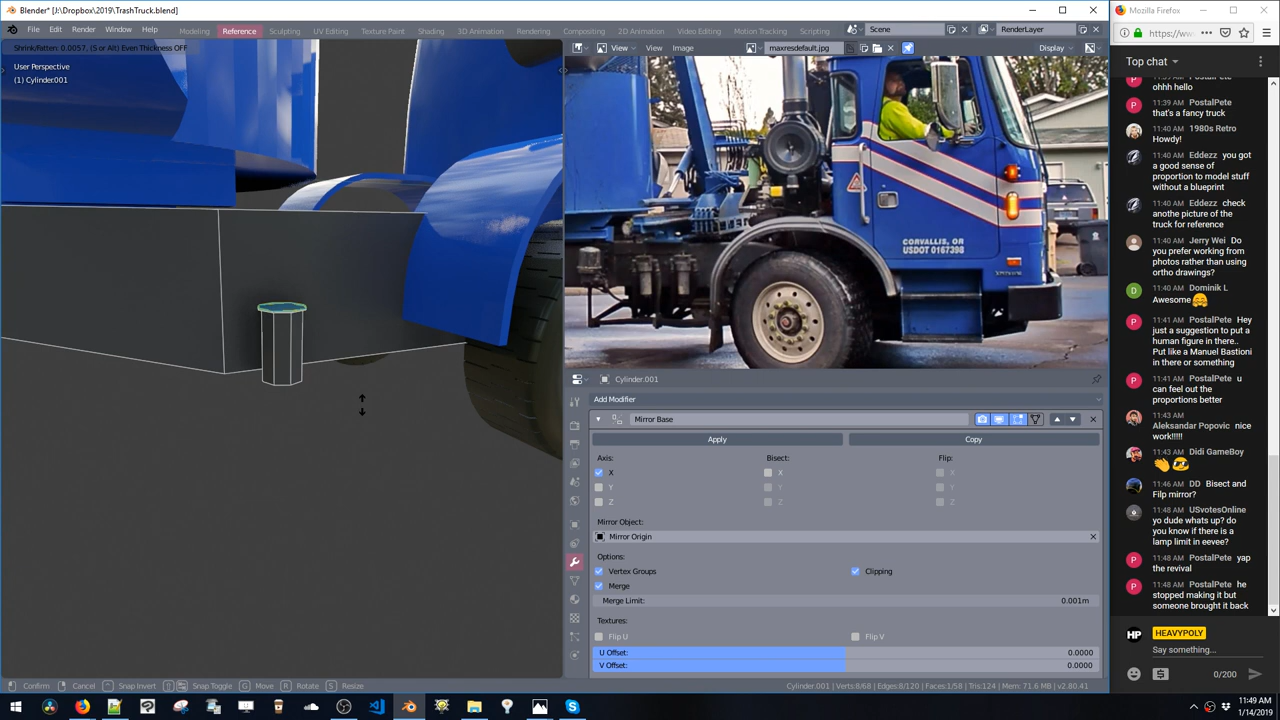 Blender* [J:\Dropbox\2019\TrashTruck.blend]
File Edit Render Window Help
Modeling Reference Sculpting UV Editing Texture Paint Shading 3D Animation 2D Animation Compositing Video Editing Motion Tracking Scripting
Scene RenderLayer
Shrink/Fatten: 0.0057, (S or Alt) Even Thickness OFF
User Perspective
(1) Cylinder.001
View View Image maxresdefault.jpg Display
CORVALLIS, OR
USDOT 0167398
Cylinder.001
Add Modifier
Mirror Base
Apply Copy
Axis: Bisect: Flip:
X X X
Y Y Y
Z Z Z
Mirror Object:
Mirror Origin
Options:
Vertex Groups Clipping
Merge
Merge Limit: 0.001m
Textures:
Flip U Flip V
U Offset: 0.0000
V Offset: 0.0000
Confirm Cancel Snap Invert Snap Toggle G Move R Rotate S Resize
Cylinder.001 | Verts:8/68 | Edges:8/120 | Faces:1/58 | Tris:124 | Mem: 71.6 MB | v2.80.41
Mozilla Firefox
https://www.
Top chat
ohhh hello
11:39 AM PostalPete
that's a fancy truck
11:40 AM 1980s Retro
Howdy!
11:40 AM Eddezz you got
a good sense of
proportion to model stuff
without a blueprint
11:40 AM Eddezz check
anothe picture of the
truck for reference
11:40 AM Jerry Wei Do
you prefer working from
photos rather than using
ortho drawings?
11:40 AM Dominik L
Awesome
11:41 AM PostalPete Hey
just a suggestion to put a
human figure in there..
Put like a Manuel Bastioni
in there or something
11:41 AM PostalPete u
can feel out the
proportions better
11:43 AM
Aleksandar Popovic nice
work!!!!!
11:43 AM Didi GameBoy
11:46 AM DD Bisect and
Filp mirror?
11:48 AM USvotesOnline
yo dude whats up? do
you know if there is a
lamp limit in eevee?
11:48 AM PostalPete yap
the revival
11:48 AM PostalPete he
stopped making it but
someone brought it back
HP HEAVYPOLY
Say something...
0/200
11:49 AM
1/14/2019